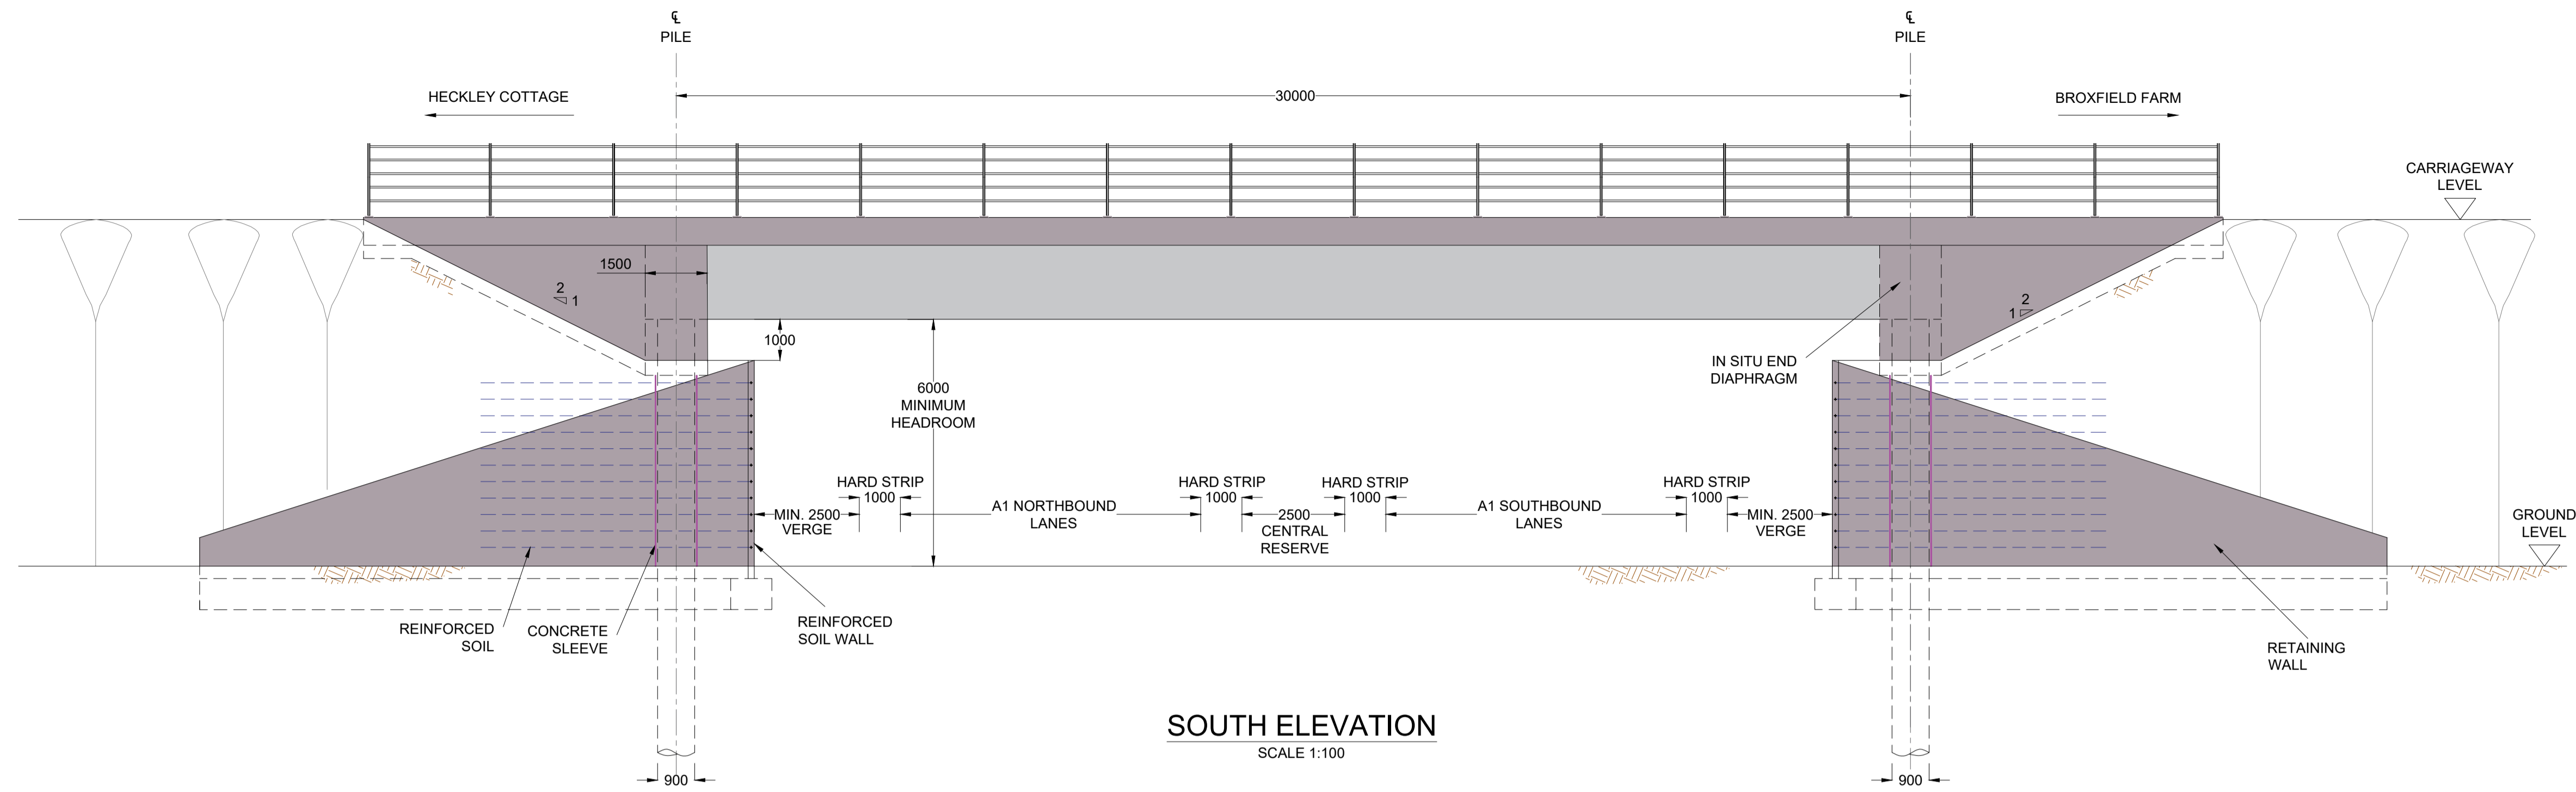 ℄
PILE
℄
PILE
HECKLEY COTTAGE
30000
BROXFIELD FARM
CARRIAGEWAY
LEVEL
1500
2
1
2
1
1000
IN SITU END
DIAPHRAGM
6000
MINIMUM
HEADROOM
HARD STRIP
1000
HARD STRIP
1000
HARD STRIP
1000
HARD STRIP
1000
MIN. 2500
VERGE
A1 NORTHBOUND
LANES
2500
CENTRAL
RESERVE
A1 SOUTHBOUND
LANES
MIN. 2500
VERGE
GROUND
LEVEL
REINFORCED
SOIL
CONCRETE
SLEEVE
REINFORCED
SOIL WALL
RETAINING
WALL
SOUTH ELEVATION
SCALE 1:100
900
900